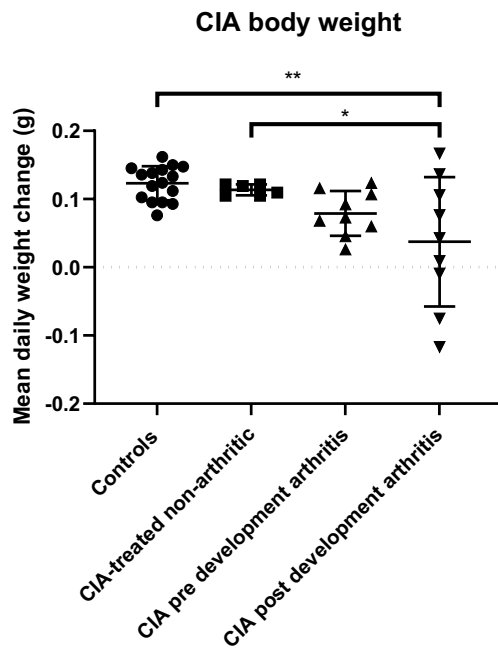 CIA body weight
**
*
Mean daily weight change (g)
0.2
0.1
0.0
-0.1
-0.2
Controls
CIA-treated non-arthritic
CIA pre development arthritis
CIA post development arthritis